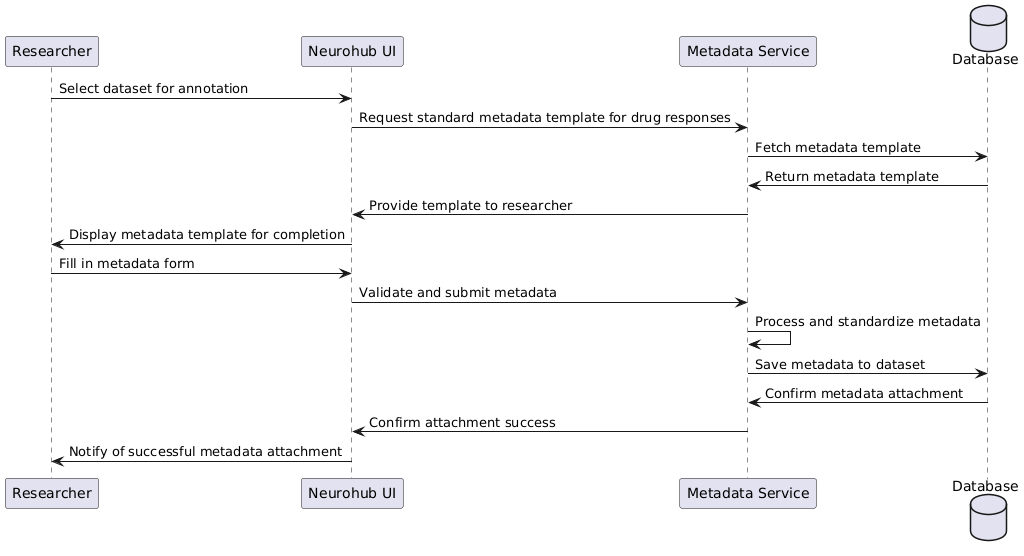 Database
Researcher
Neurohub UI
Metadata Service
Select dataset for annotation
Request standard metadata template for drug responses
Fetch metadata template
Return metadata template
Provide template to researcher
Display metadata template for completion
Fill in metadata form
Validate and submit metadata
Process and standardize metadata
Save metadata to dataset
Confirm metadata attachment
Confirm attachment success
Notify of successful metadata attachment
Researcher
Neurohub UI
Metadata Service
Database